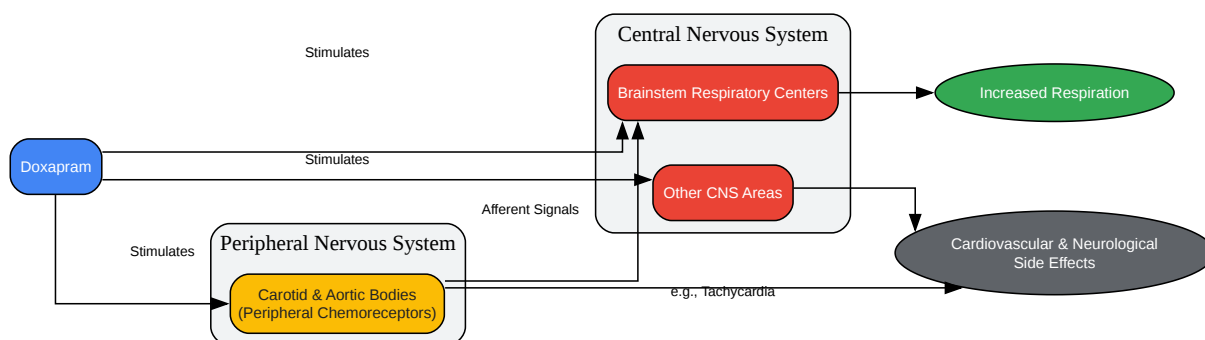 Central Nervous System
Stimulates
Brainstem Respiratory Centers
Increased Respiration
Doxapram
Stimulates
Other CNS Areas
Afferent Signals
Peripheral Nervous System
Stimulates
Cardiovascular & Neurological
Side Effects
Carotid & Aortic Bodies
(Peripheral Chemoreceptors)
e.g., Tachycardia